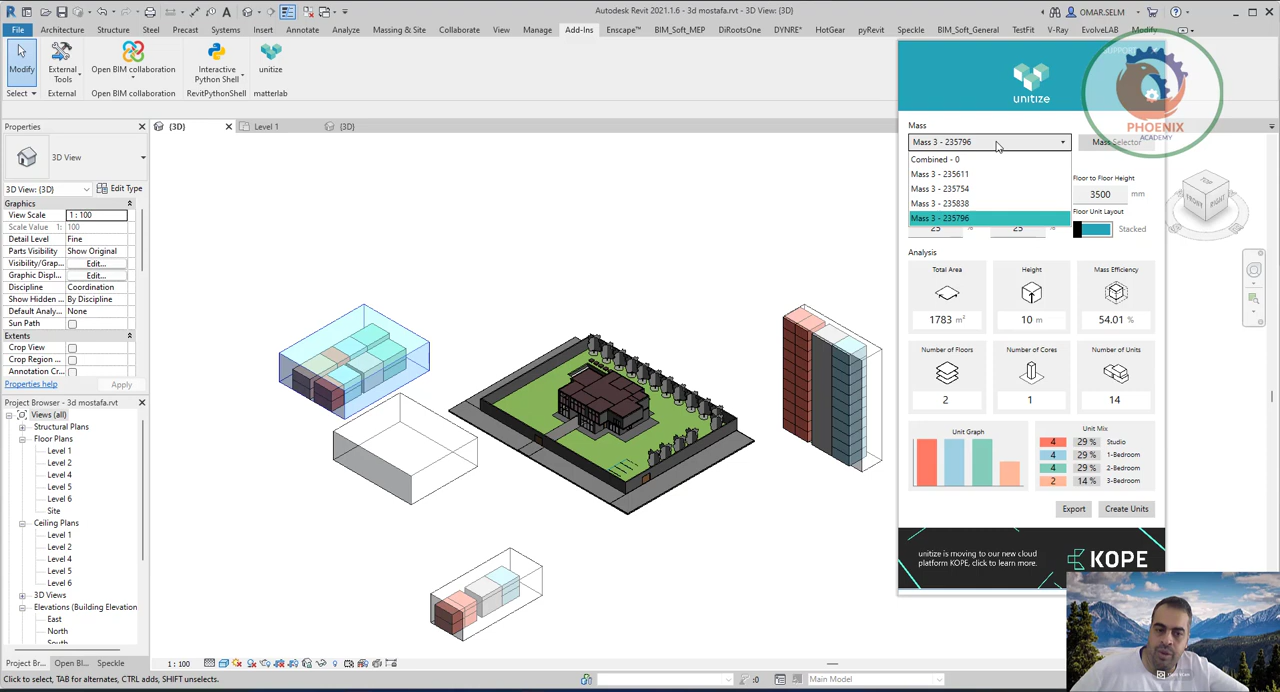 Autodesk Revit 2021.1.6 - 3d mostafa.rvt - 3D View: {3D}
OMAR.SELM...
File Architecture Structure Steel Precast Systems Insert Annotate Analyze Massing & Site Collaborate View Manage Add-Ins Enscape™ BIM_Soft_MEP DiRootsOne DYNRE® HotGear pyRevit Speckle BIM_Soft_General TestFit V-Ray EvolveLAB Modify
Modify
External Tools
Open BIM collaboration
Interactive Python Shell
unitize
Select
External
Open BIM collaboration
RevitPythonShell
matterlab
{3D}
Level 1
{3D}
Properties
3D View
3D View: {3D}
Edit Type
Graphics
View Scale 1 : 100
Scale Value 1: 100
Detail Level Fine
Parts Visibility Show Original
Visibility/Grap... Edit...
Graphic Displ... Edit...
Discipline Coordination
Show Hidden ... By Discipline
Default Analy... None
Sun Path
Extents
Crop View
Crop Region ...
Annotation Cr...
Properties help
Apply
Project Browser - 3d mostafa.rvt
Views (all)
Structural Plans
Floor Plans
Level 1
Level 2
Level 4
Level 5
Level 6
Site
Ceiling Plans
Level 1
Level 2
Level 4
Level 5
Level 6
3D Views
Elevations (Building Elevation
East
North
South
Project Br...
Open BI...
Speckle
1 : 100
Click to select, TAB for alternates, CTRL adds, SHIFT unselects.
:0
Main Model
unitize
PHOENIX
ACADEMY
Mass
Mass 3 - 235796
Mass Selector
Combined - 0
Mass 3 - 235611
Mass 3 - 235754
Mass 3 - 235838
Mass 3 - 235796
Floor to Floor Height
3500 mm
Floor Unit Layout
25 % 25 % Stacked
Analysis
Total Area
1783 m²
Height
10 m
Mass Efficiency
54.01 %
Number of Floors
2
Number of Cores
1
Number of Units
14
Unit Graph
Unit Mix
4 29 % Studio
4 29 % 1-Bedroom
4 29 % 2-Bedroom
2 14 % 3-Bedroom
Export
Create Units
unitize is moving to our new cloud
platform KOPE, click to learn more.
KOPE
TOP
FRONT
RIGHT